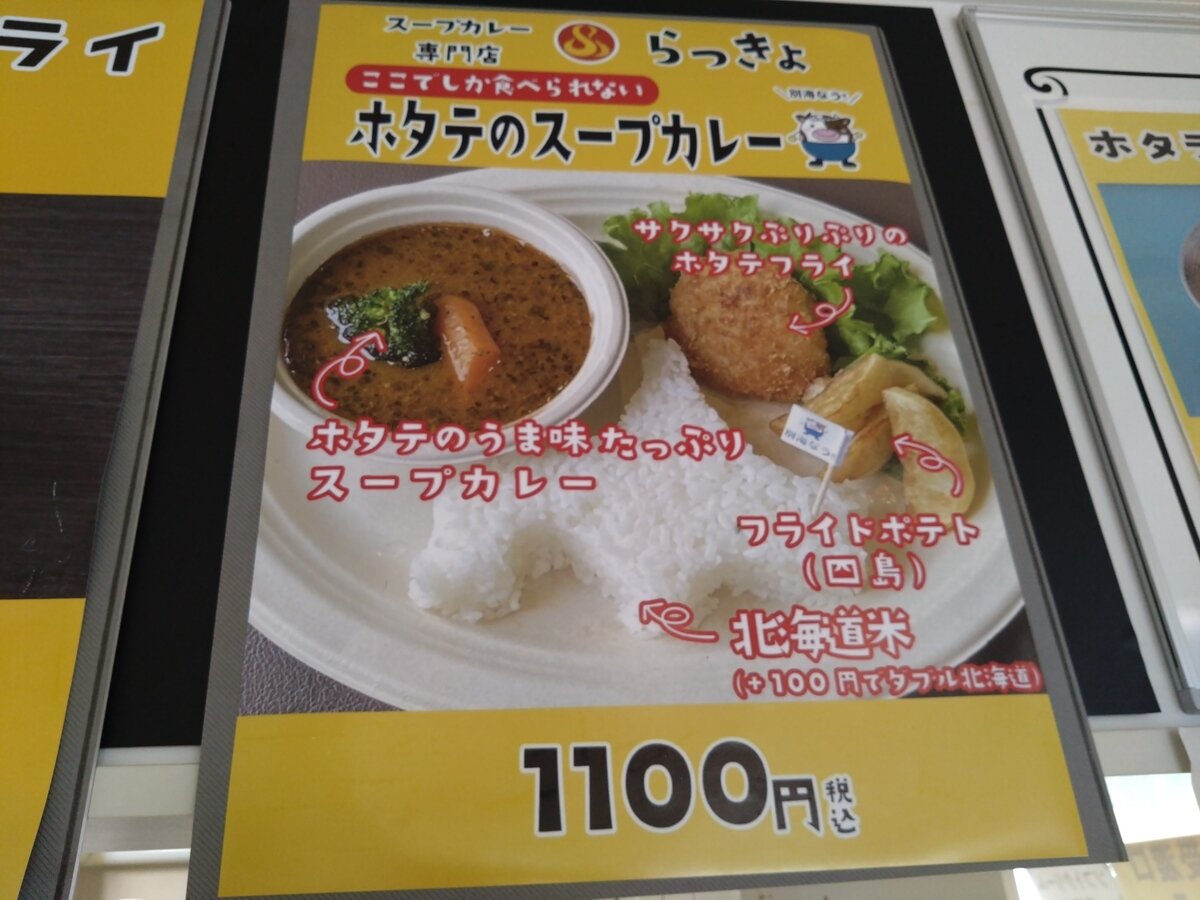 ライ
スープカレー
専門店
らっきょ
ここでしか食べられない
別海なう!
ホタテのスープカレー
サクサクぷりぷりの
ホタテフライ
ホタテのうま味たっぷり
スープカレー
フライドポテト
(四島)
北海道米
(+100円でダブル北海道)
1100円税込
ホタテ